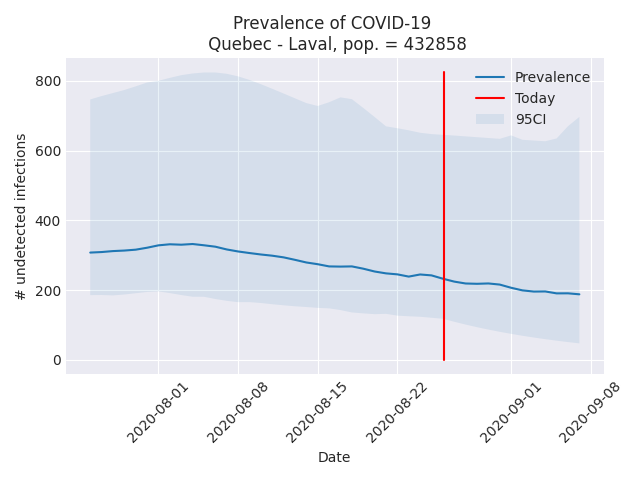 Prevalence of COVID-19
Quebec - Laval, pop. = 432858
# undetected infections
800
600
400
200
0
Prevalence
Today
95CI
2020-08-01
2020-08-08
2020-08-15
2020-08-22
2020-09-01
2020-09-08
Date